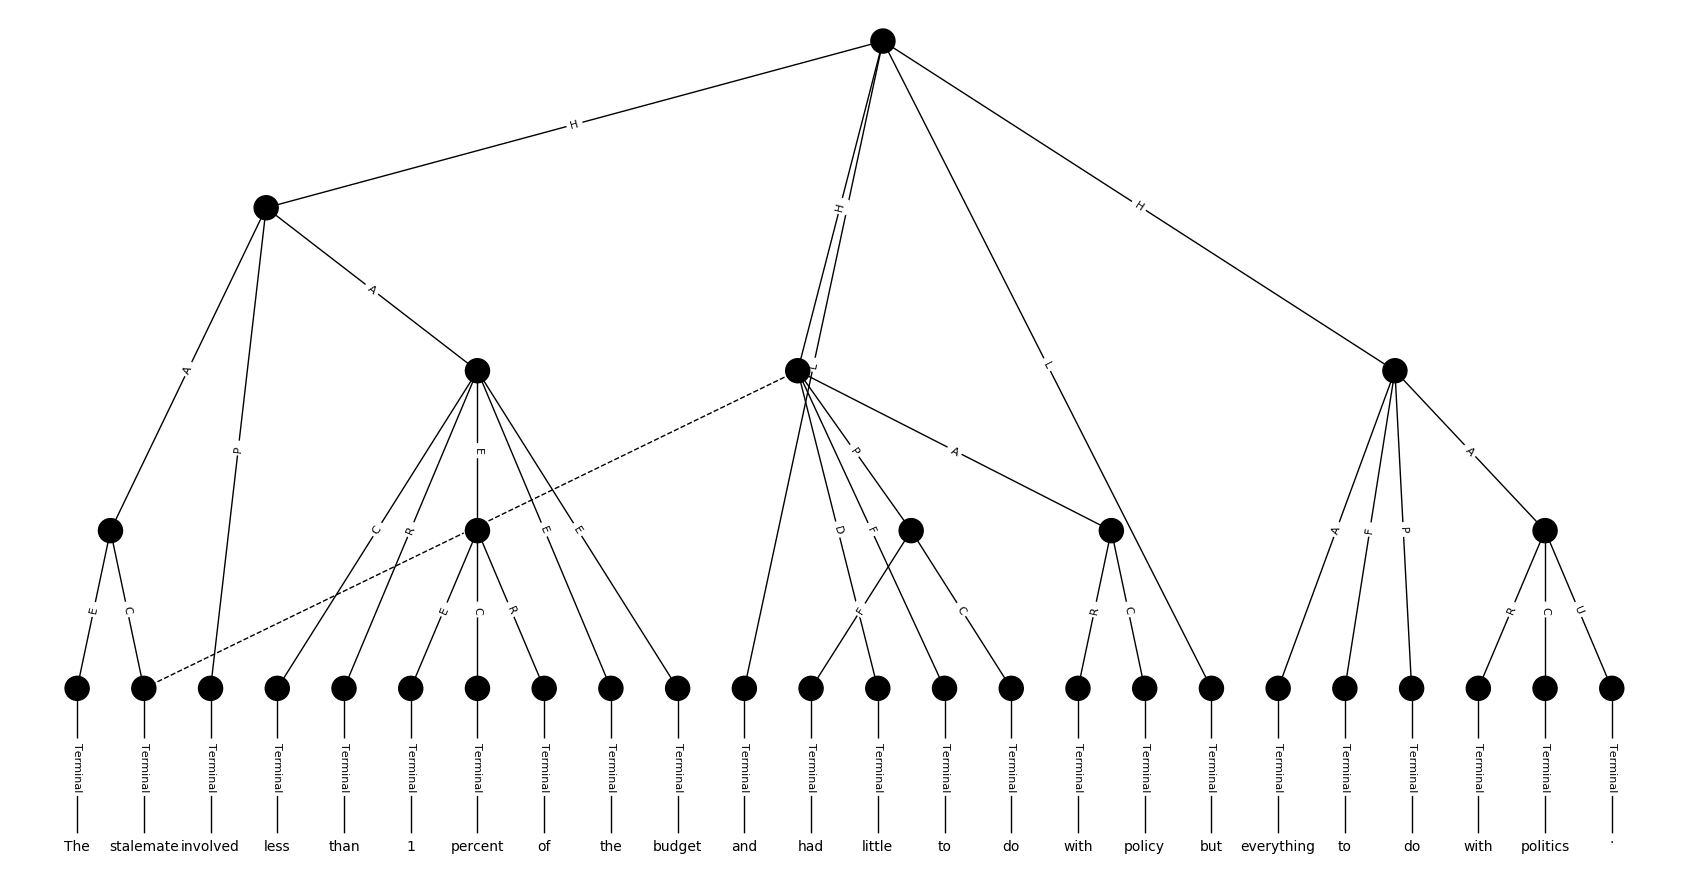 H
H
H
L
L
A
A
P
E
C
C
R
E
E
E
E
C
R
D
P
F
A
F
C
R
C
A
F
P
A
R
C
U
Terminal Terminal Terminal Terminal Terminal Terminal Terminal Terminal Terminal Terminal Terminal Terminal Terminal Terminal Terminal Terminal Terminal Terminal Terminal Terminal Terminal Terminal Terminal Terminal
The stalemate involved less than 1 percent of the budget and had little to do with policy but everything to do with politics .